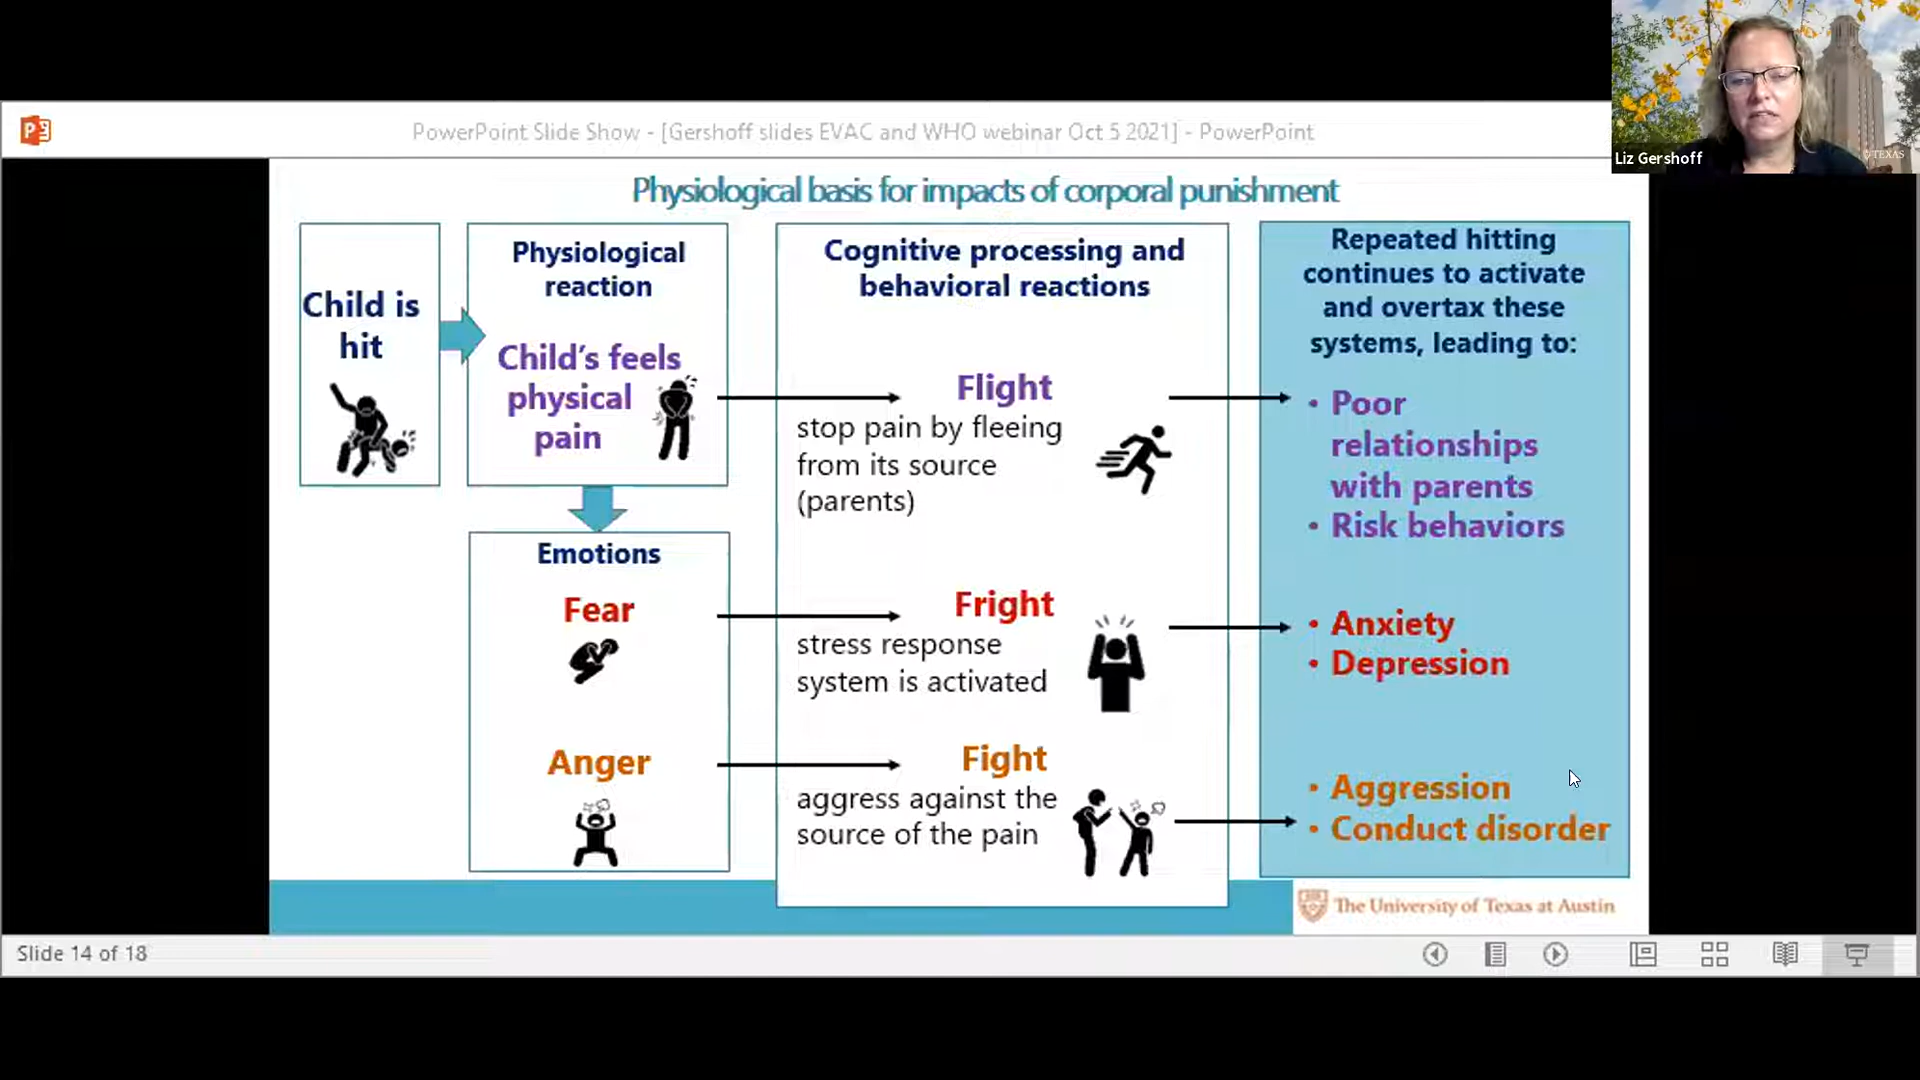 PowerPoint Slide Show - [Gershoff slides EVAC and WHO webinar Oct 5 2021] - PowerPoint
Liz Gershoff
TEXAS
Physiological basis for impacts of corporal punishment
Child is
hit
Physiological
reaction
Child's feels
physical
pain
Emotions
Fear
Anger
Cognitive processing and
behavioral reactions
Flight
stop pain by fleeing
from its source
(parents)
Fright
stress response
system is activated
Fight
aggress against the
source of the pain
Repeated hitting
continues to activate
and overtax these
systems, leading to:
• Poor
relationships
with parents
• Risk behaviors
• Anxiety
• Depression
• Aggression
• Conduct disorder
The University of Texas at Austin
Slide 14 of 18